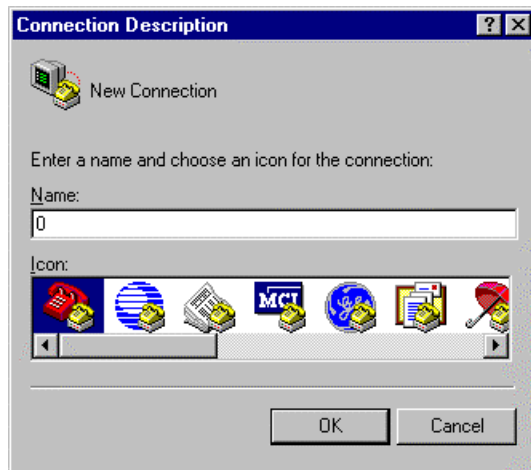 Connection Description
New Connection
Enter a name and choose an icon for the connection:
Name:
0
Icon:
MCI
OK
Cancel